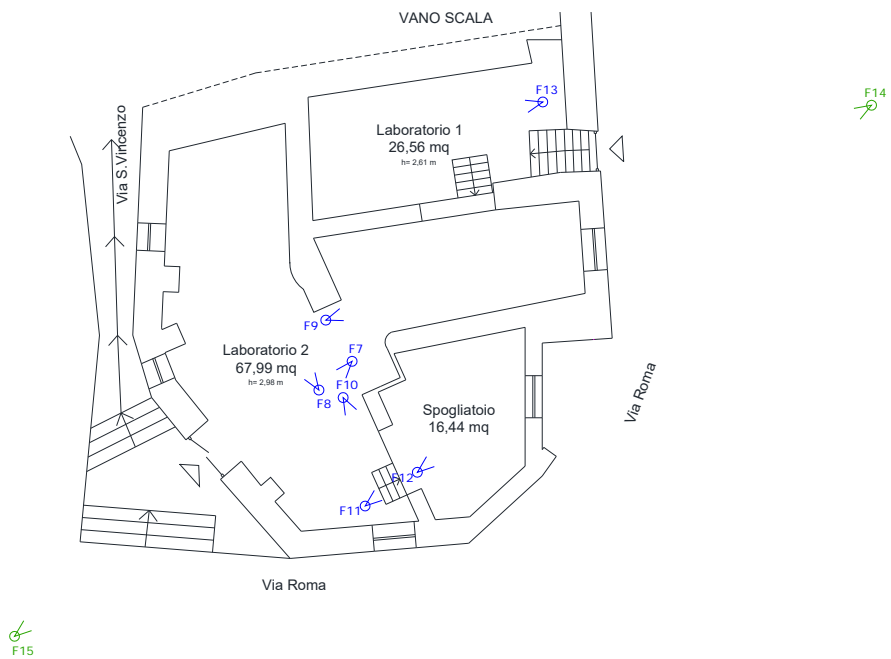 VANO SCALA
F13
F14
Via S.Vincenzo
Laboratorio 1
26,56 mq
h= 2,61 m
F9
Laboratorio 2
67,99 mq
h= 2,98 m
F7
F8
F10
Spogliatoio
16,44 mq
Via Roma
F12
F11
Via Roma
F15